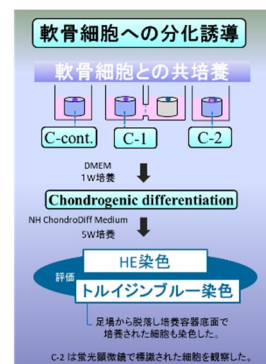 軟骨細胞への分化誘導
軟骨細胞との共培養
C-cont.
C-1
C-2
DMEM
1W培養
Chondrogenic differentiation
NH ChondroDiff Medium
5W培養
評価
HE染色
トルイジンブルー染色
足場から脱落し培養容器底面で
培養された細胞も染色した。
C-2 は蛍光顕微鏡で標識された細胞を観察した。